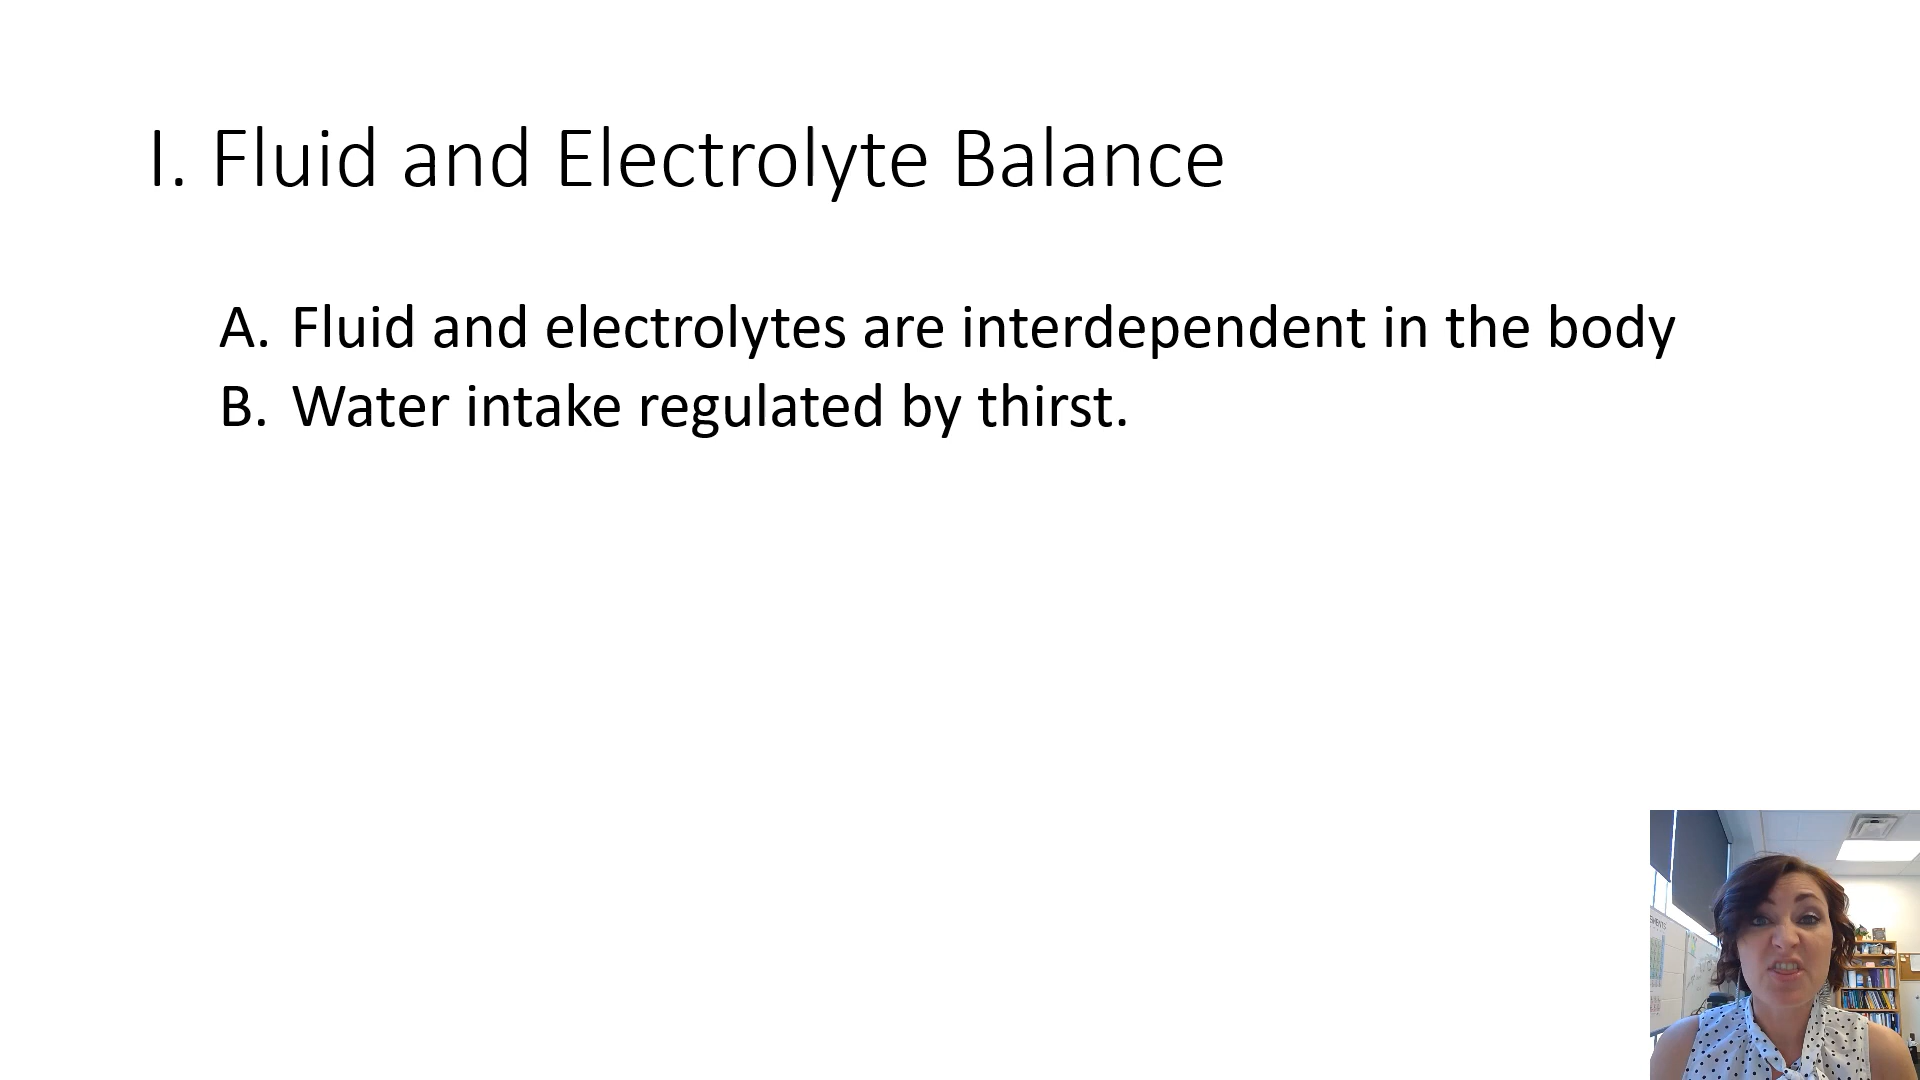 I. Fluid and Electrolyte Balance
A. Fluid and electrolytes are interdependent in the body
B. Water intake regulated by thirst.